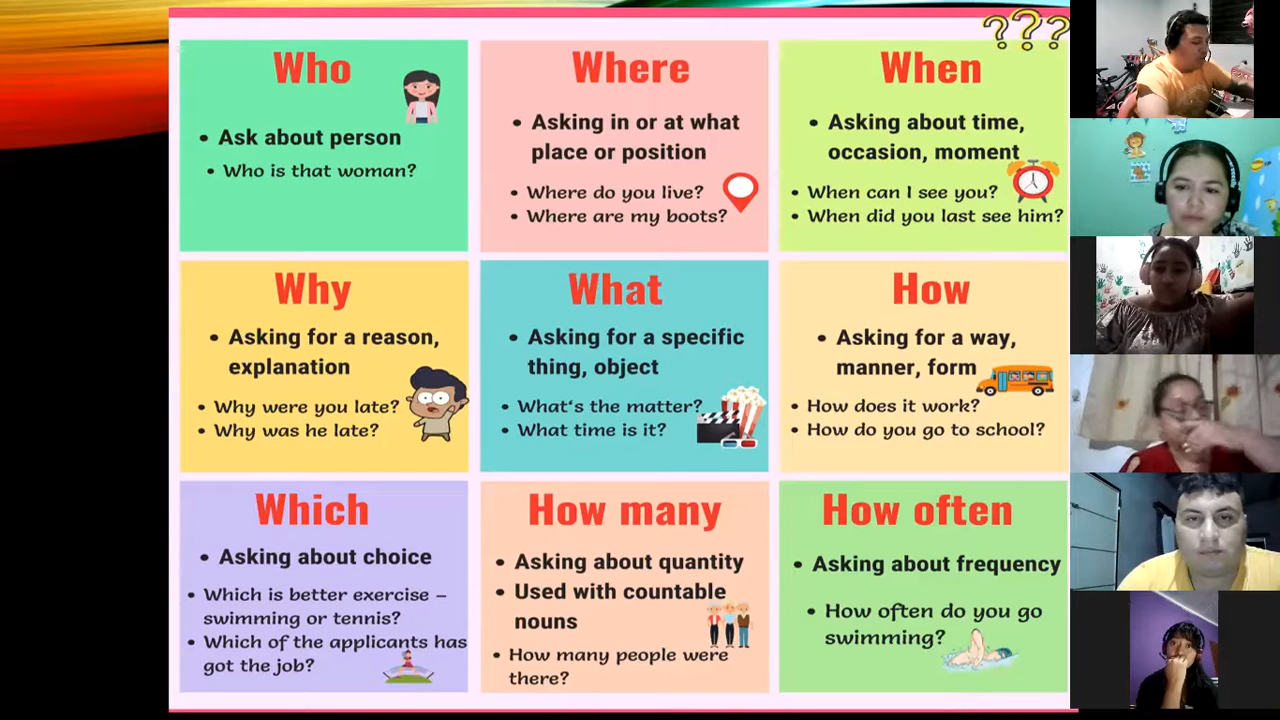 ???
Who
• Ask about person
• Who is that woman?
Where
• Asking in or at what
place or position
• Where do you live?
• Where are my boots?
When
• Asking about time,
occasion, moment
• When can I see you?
• When did you last see him?
Why
• Asking for a reason,
explanation
• Why were you late?
• Why was he late?
What
• Asking for a specific
thing, object
• What's the matter?
• What time is it?
How
• Asking for a way,
manner, form
• How does it work?
• How do you go to school?
Which
• Asking about choice
• Which is better exercise –
swimming or tennis?
• Which of the applicants has
got the job?
How many
• Asking about quantity
• Used with countable
nouns
• How many people were
there?
How often
• Asking about frequency
• How often do you go
swimming?